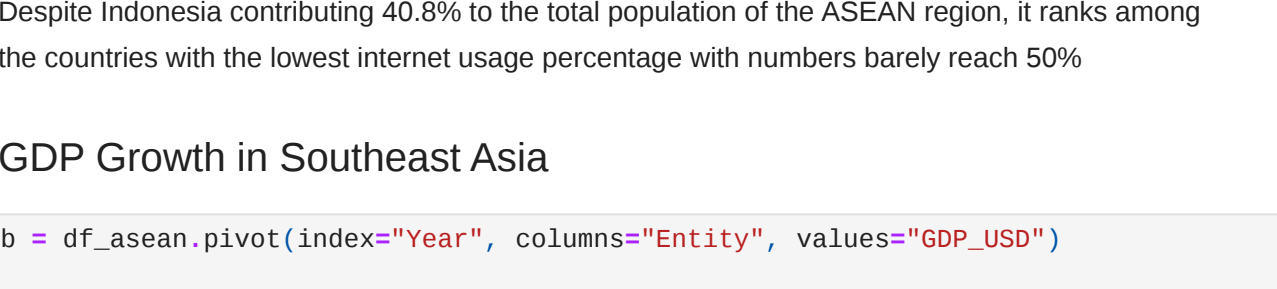 Despite Indonesia contributing 40.8% to the total population of the ASEAN region, it ranks among
the countries with the lowest internet usage percentage with numbers barely reach 50%
GDP Growth in Southeast Asia
b = df_asean.pivot(index="Year", columns="Entity", values="GDP_USD")